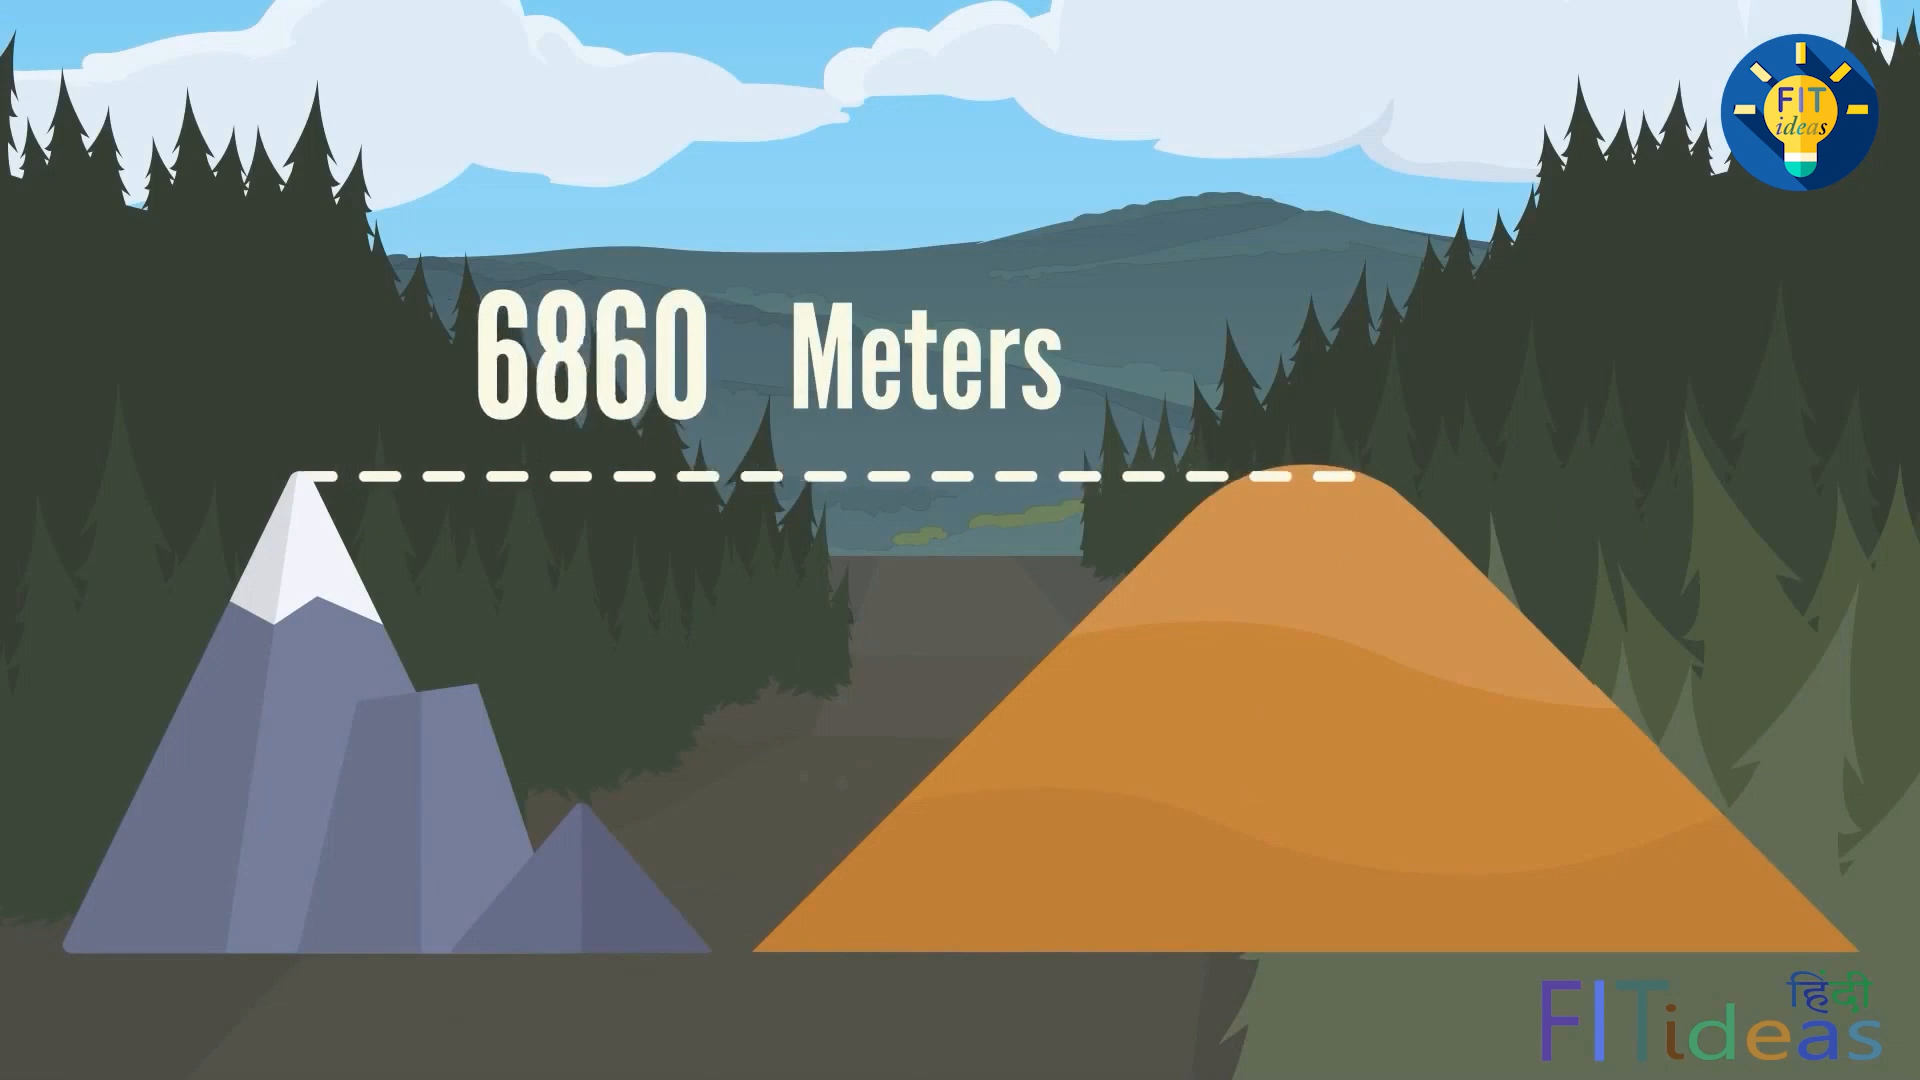 FIT
ideas
6860 Meters
हिंदी
FITideas